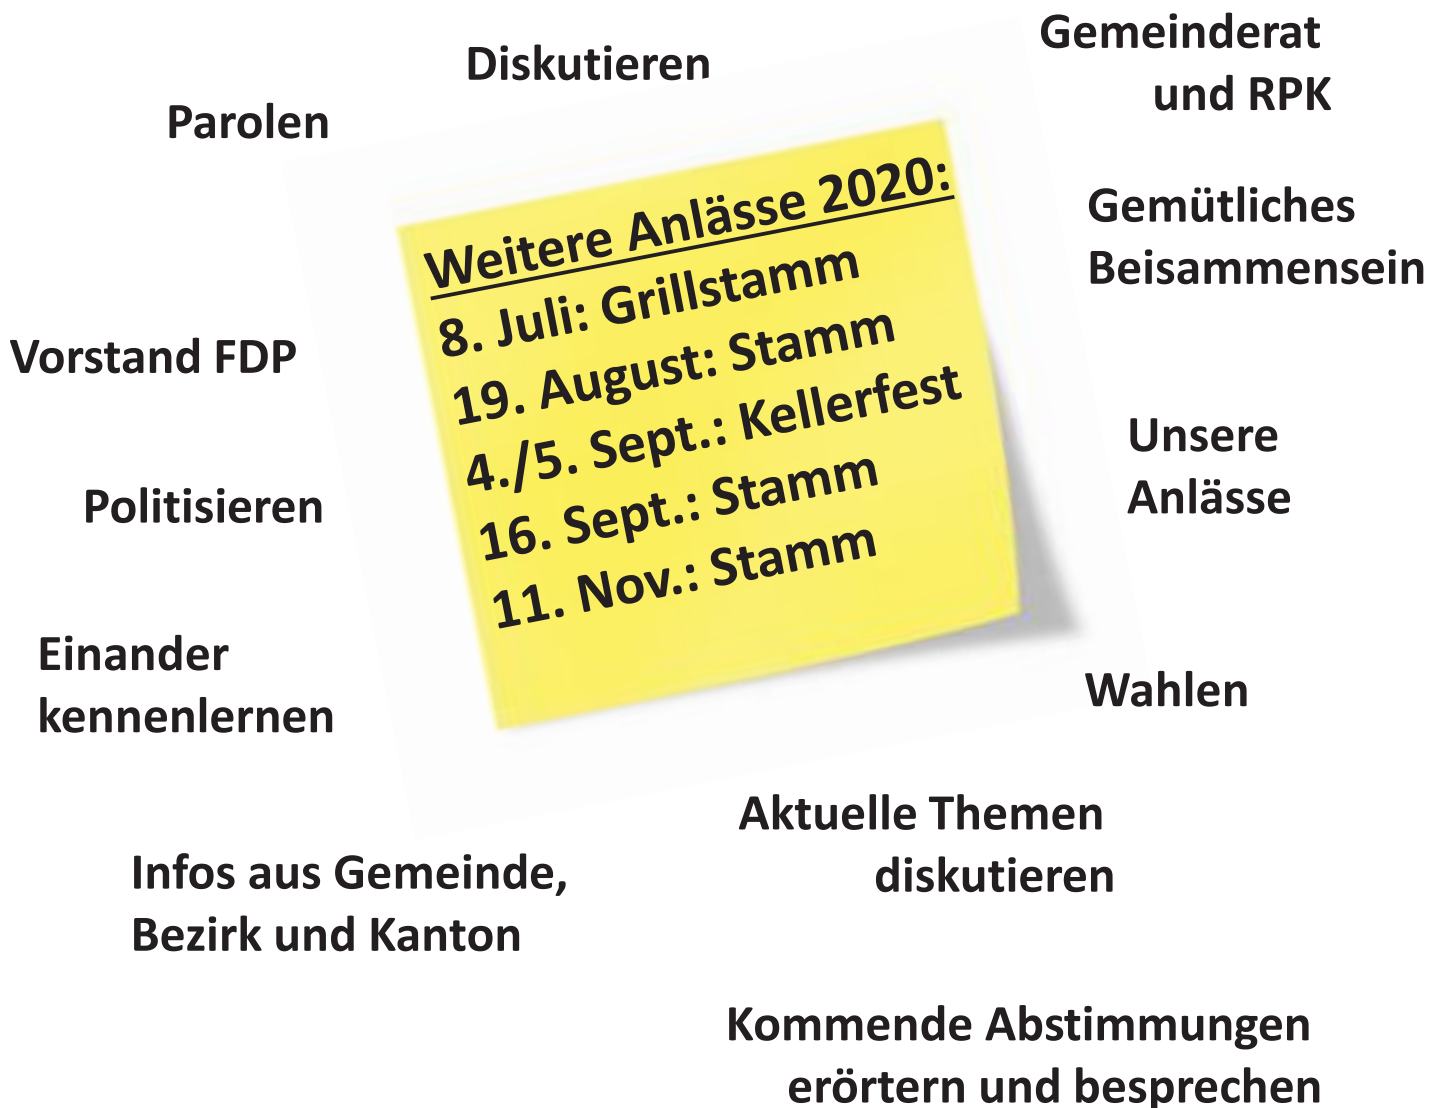 Diskutieren
Gemeinderat
und RPK
Parolen
Weitere Anlässe 2020:
8. Juli: Grillstamm
19. August: Stamm
4./5. Sept.: Kellerfest
16. Sept.: Stamm
11. Nov.: Stamm
Gemütliches
Beisammensein
Vorstand FDP
Unsere
Anlässe
Politisieren
Einander
kennenlernen
Wahlen
Aktuelle Themen
diskutieren
Infos aus Gemeinde,
Bezirk und Kanton
Kommende Abstimmungen
erörtern und besprechen